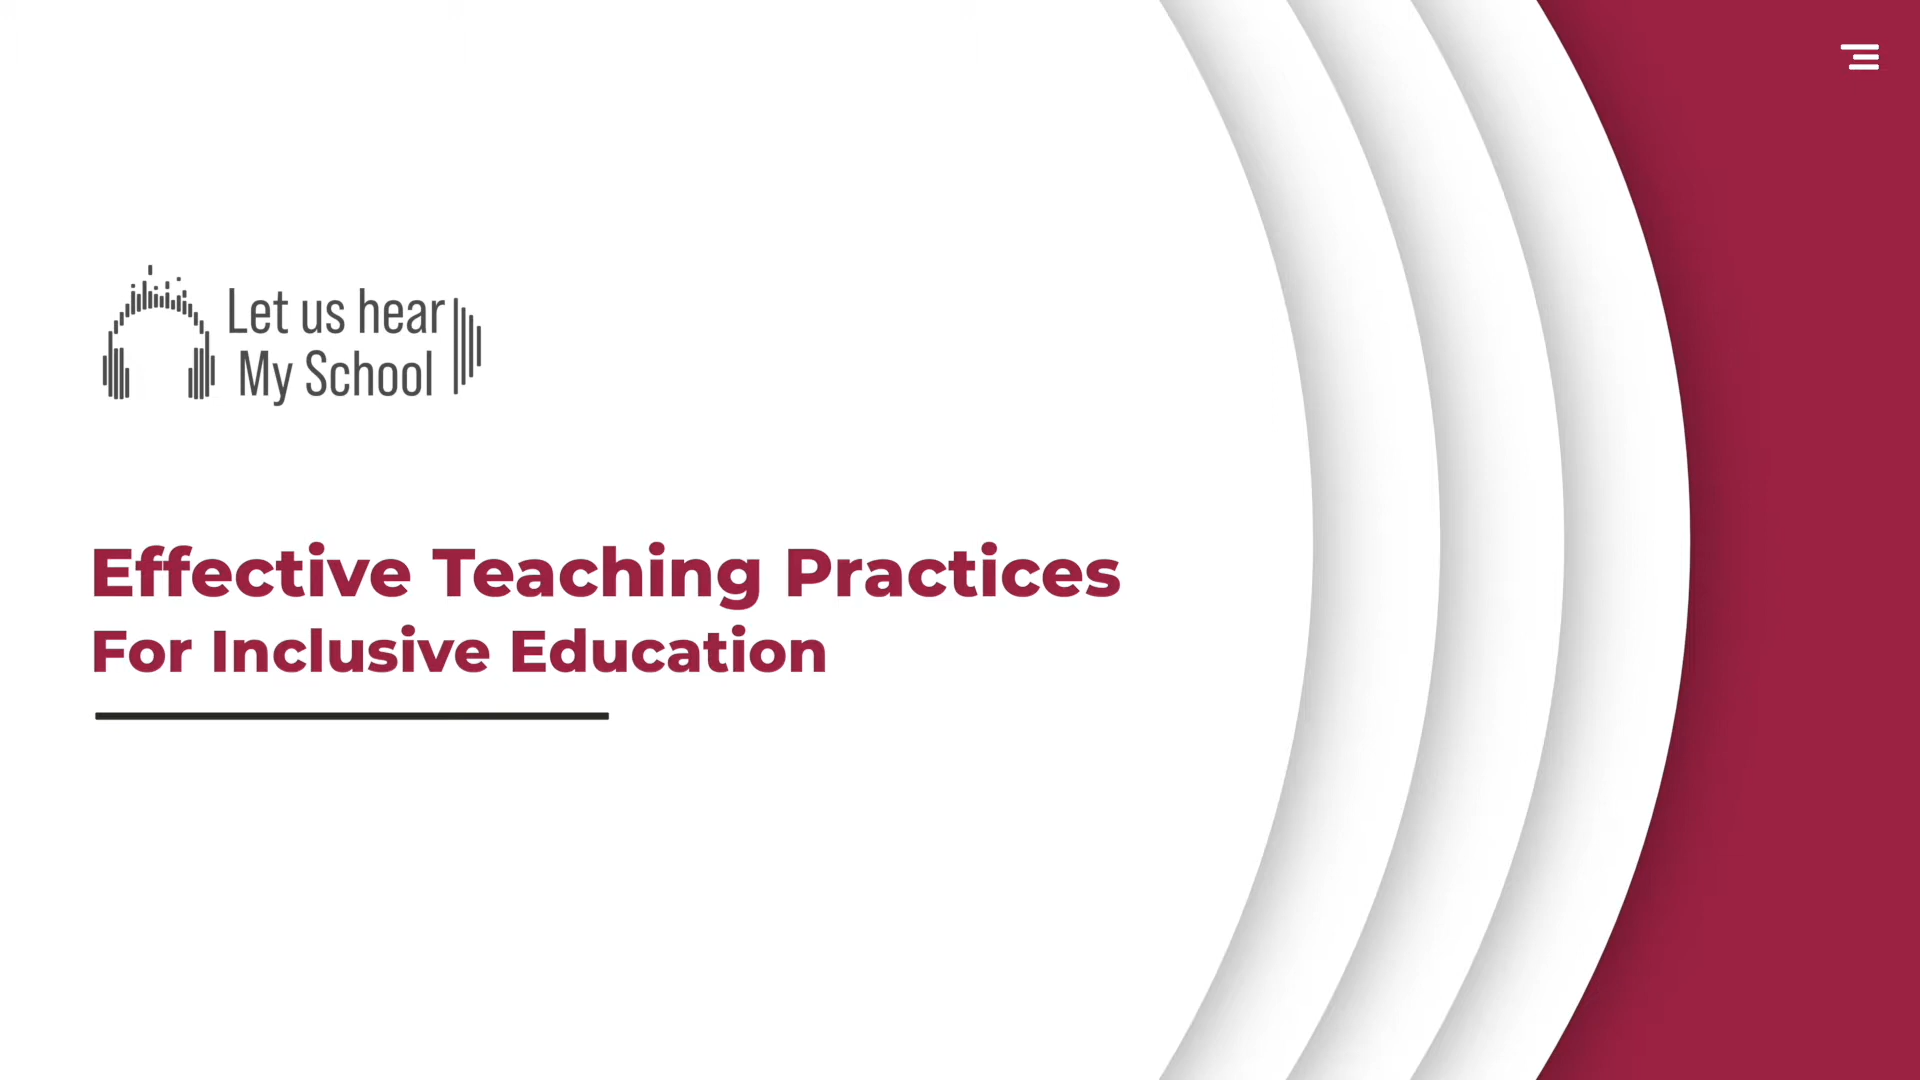 Let us hear
My School
Effective Teaching Practices
For Inclusive Education